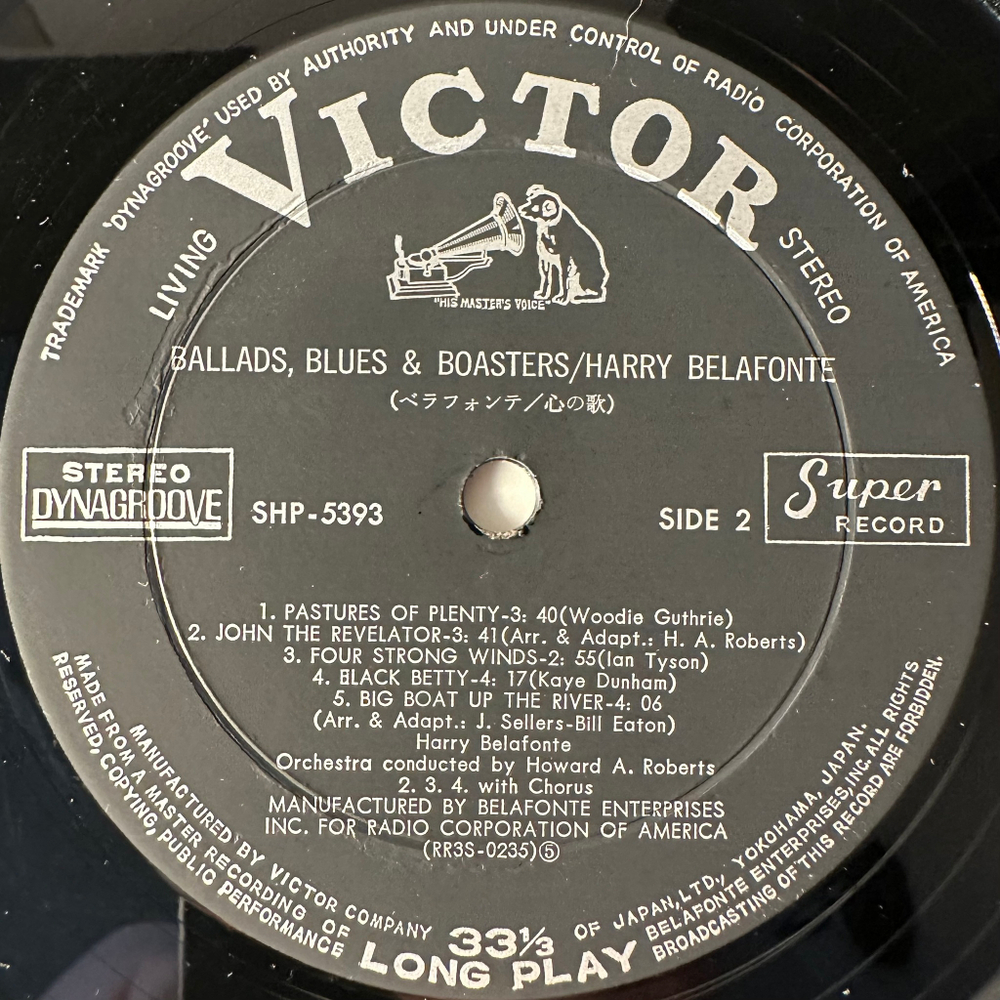 TRADEMARK 'DYNAGROOVE' USED BY AUTHORITY AND UNDER CONTROL OF RADIO CORPORATION OF AMERICA
VICTOR
LIVING STEREO
"HIS MASTER'S VOICE"
BALLADS, BLUES & BOASTERS/HARRY BELAFONTE
(ベラフォンテ/心の歌)
STEREO
DYNAGROOVE
SHP-5393
SIDE 2
Super
RECORD
1. PASTURES OF PLENTY-3: 40(Woodie Guthrie)
2. JOHN THE REVELATOR-3: 41(Arr. & Adapt.: H. A. Roberts)
3. FOUR STRONG WINDS-2: 55(Ian Tyson)
4. BLACK BETTY-4: 17(Kaye Dunham)
5. BIG BOAT UP THE RIVER-4: 06
(Arr. & Adapt.: J. Sellers-Bill Eaton)
Harry Belafonte
Orchestra conducted by Howard A. Roberts
2. 3. 4. with Chorus
MANUFACTURED BY BELAFONTE ENTERPRISES
INC. FOR RADIO CORPORATION OF AMERICA
(RR3S-0235)⑤
MANUFACTURED BY VICTOR COMPANY OF JAPAN, LTD., YOKOHAMA, JAPAN.
MADE FROM A MASTER RECORDING OF BELAFONTE ENTERPRISES, INC. ALL RIGHTS
RESERVED, COPYING, PUBLIC PERFORMANCE BROADCASTING OF THIS RECORD ARE FORBIDDEN.
33⅓
LONG PLAY